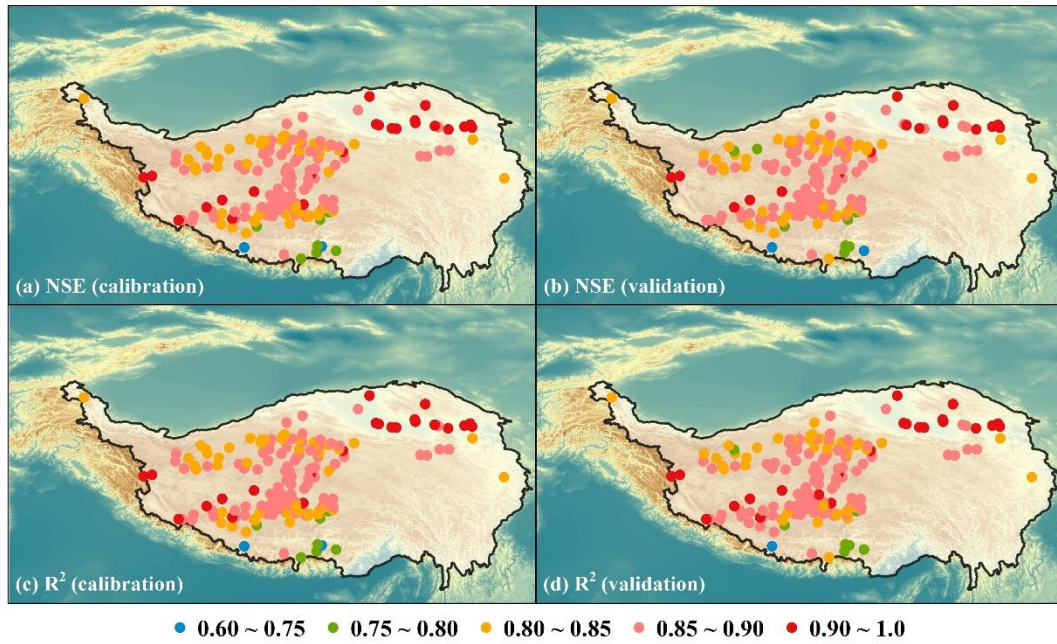 (a) NSE (calibration)
(b) NSE (validation)
(c) R² (calibration)
(d) R² (validation)
0.60 ~ 0.75
0.75 ~ 0.80
0.80 ~ 0.85
0.85 ~ 0.90
0.90 ~ 1.0